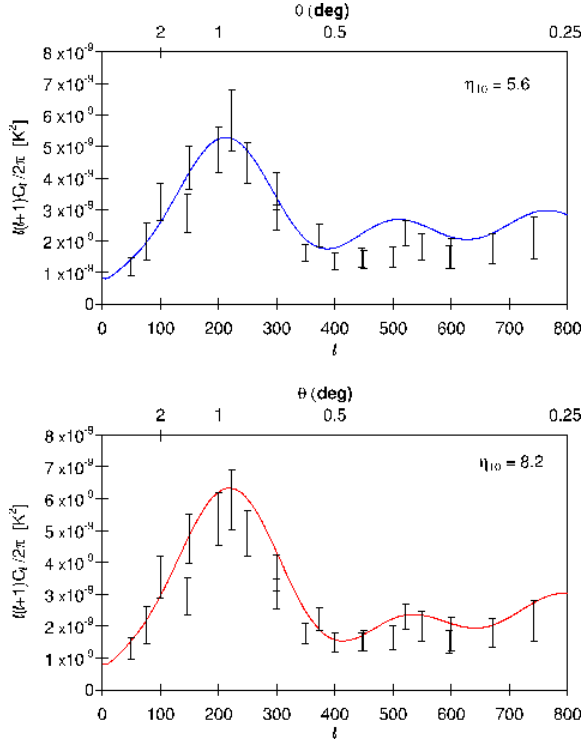 θ (deg)
2 1 0.5 0.25
8 x10⁻⁹
7 x10⁻⁹
6 x10⁻⁹
5 x10⁻⁹
4 x10⁻⁹
3 x10⁻⁹
2 x10⁻⁹
1 x10⁻⁹
0
ℓ(ℓ+1)Cℓ/2π [K²]
η₁₀ = 5.6
0 100 200 300 400 500 600 700 800
ℓ
θ (deg)
2 1 0.5 0.25
8 x10⁻⁹
7 x10⁻⁹
6 x10⁻⁹
5 x10⁻⁹
4 x10⁻⁹
3 x10⁻⁹
2 x10⁻⁹
1 x10⁻⁹
0
ℓ(ℓ+1)Cℓ/2π [K²]
η₁₀ = 8.2
0 100 200 300 400 500 600 700 800
ℓ